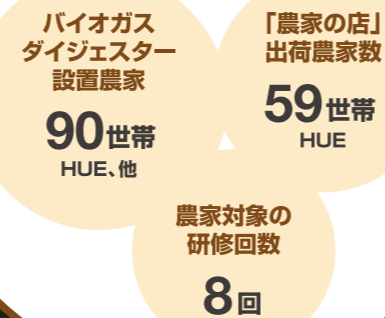 バイオガス
ダイジェスター
設置農家
90世帯
HUE、他
「農家の店」
出荷農家数
59世帯
HUE
農家対象の
研修回数
8回